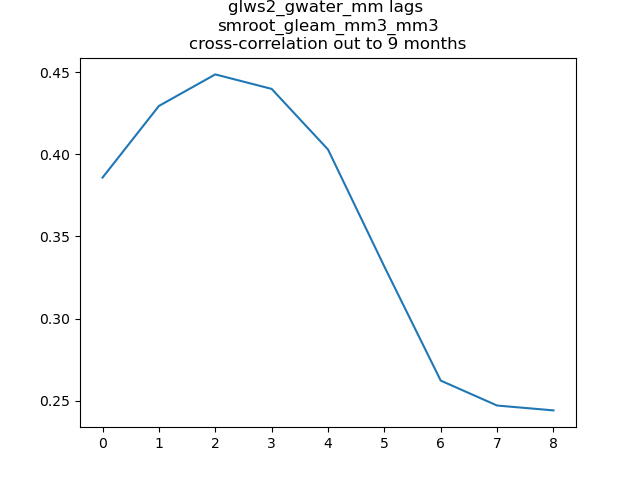 glws2_gwater_mm lags
smroot_gleam_mm3_mm3
cross-correlation out to 9 months
0.45
0.40
0.35
0.30
0.25
0 1 2 3 4 5 6 7 8